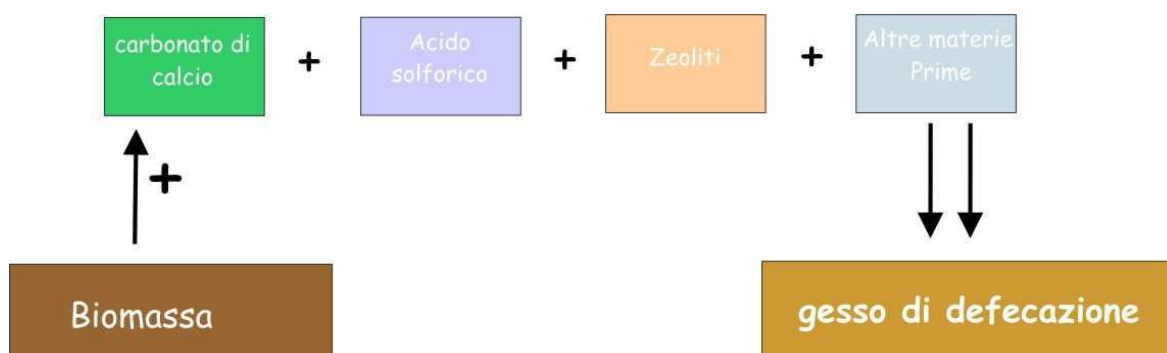 carbonato di
calcio
+
Acido
solforico
+
Zeoliti
+
Altre materie
Prime
+
Biomassa
gesso di defecazione